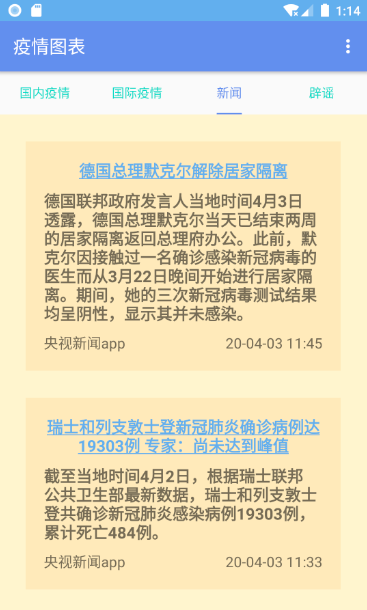 1:14
疫情图表
国内疫情 国际疫情 新闻 辟谣
德国总理默克尔解除居家隔离
德国联邦政府发言人当地时间4月3日
透露，德国总理默克尔当天已结束两周
的居家隔离返回总理府办公。此前，默
克尔因接触过一名确诊感染新冠病毒的
医生而从3月22日晚间开始进行居家隔
离。期间，她的三次新冠病毒测试结果
均呈阴性，显示其并未感染。
央视新闻app 20-04-03 11:45
瑞士和列支敦士登新冠肺炎确诊病例达
19303例 专家：尚未达到峰值
截至当地时间4月2日，根据瑞士联邦
公共卫生部最新数据，瑞士和列支敦士
登共确诊新冠肺炎感染病例19303例，
累计死亡484例。
央视新闻app 20-04-03 11:33